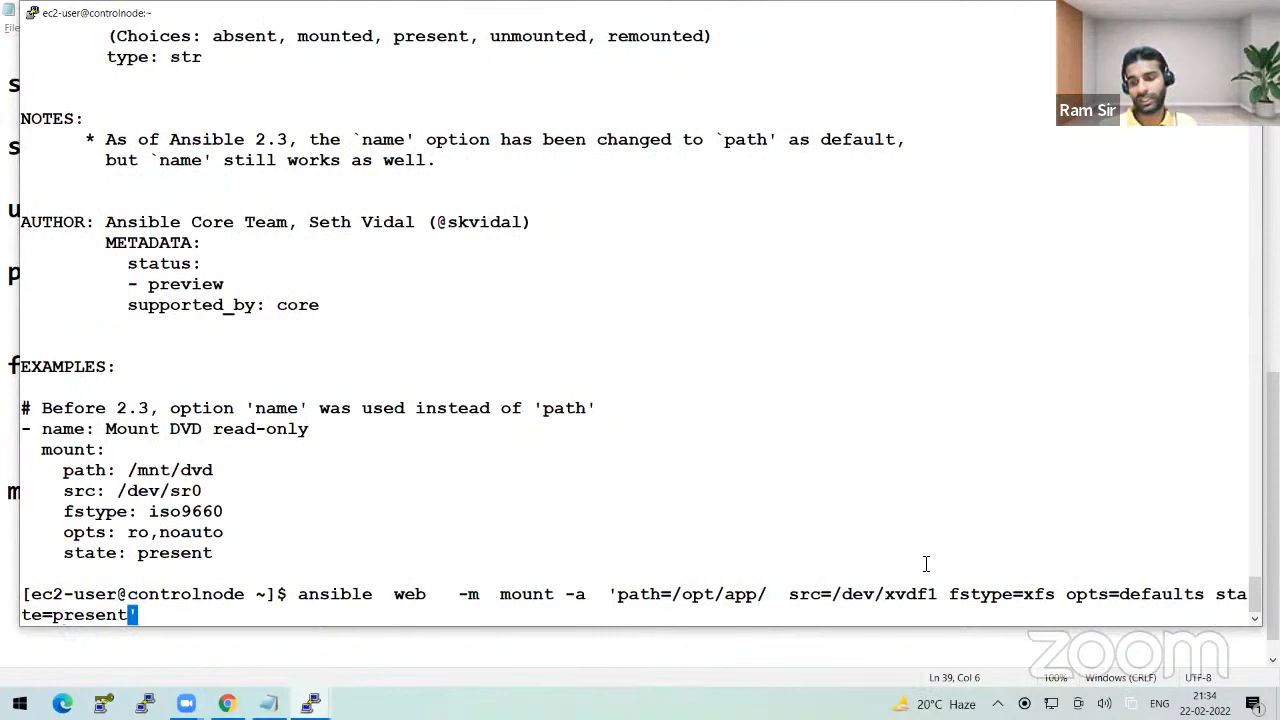 ec2-user@controlnode:~
File
(Choices: absent, mounted, present, unmounted, remounted)
type: str
s
Ram Sir
NOTES:
* As of Ansible 2.3, the `name' option has been changed to `path' as default,
but `name' still works as well.
s
u
AUTHOR: Ansible Core Team, Seth Vidal (@skvidal)
METADATA:
status:
- preview
supported_by: core
p
f
EXAMPLES:
# Before 2.3, option 'name' was used instead of 'path'
- name: Mount DVD read-only
mount:
path: /mnt/dvd
src: /dev/sr0
m
fstype: iso9660
opts: ro,noauto
state: present
[ec2-user@controlnode ~]$ ansible  web   -m  mount -a  'path=/opt/app/  src=/dev/xvdf1 fstype=xfs opts=defaults sta
te=present'
zoom
Ln 39, Col 6 100% Windows (CRLF) UTF-8
20°C Haze ENG 21:34
22-02-2022
1